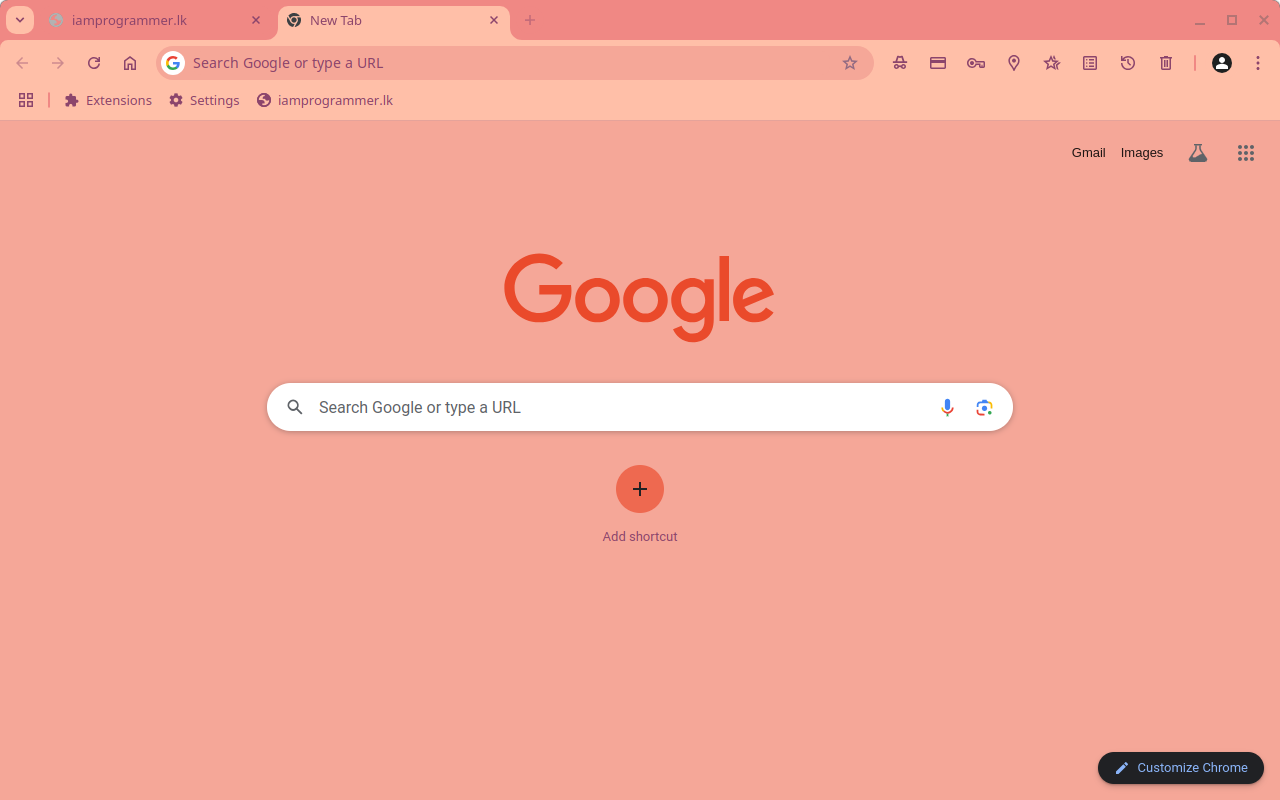 iamprogrammer.lk
New Tab
Search Google or type a URL
Extensions
Settings
iamprogrammer.lk
Gmail
Images
Google
Search Google or type a URL
Add shortcut
Customize Chrome